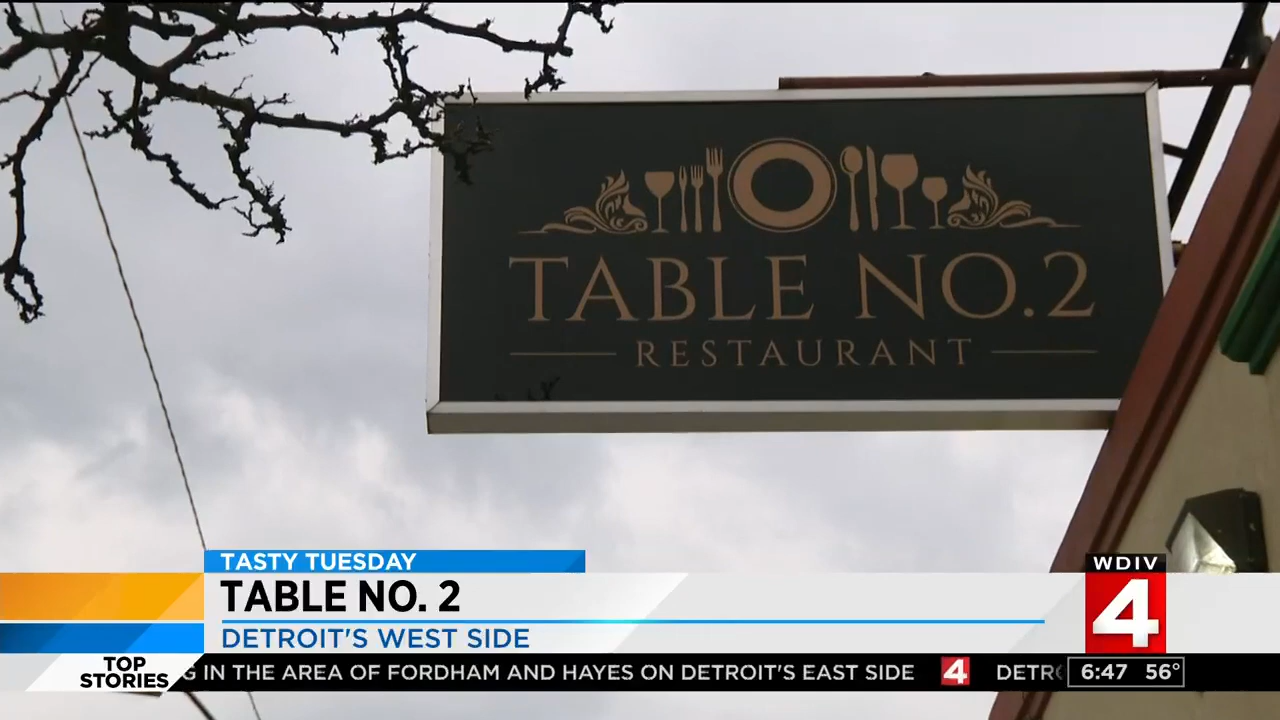 TABLE NO.2
RESTAURANT
TASTY TUESDAY
TABLE NO. 2
DETROIT'S WEST SIDE
WDIV
4
TOP
STORIES
G IN THE AREA OF FORDHAM AND HAYES ON DETROIT'S EAST SIDE 4 DETR
6:47 56°